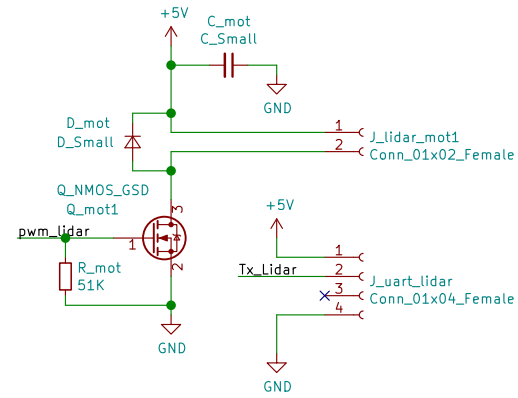 +5V
C_mot
C_Small
GND
D_mot
D_Small
1
2
J_lidar_mot1
Conn_01x02_Female
Q_NMOS_GSD
Q_mot1
3
pwm_lidar
1
2
R_mot
51K
GND
+5V
Tx_Lidar
1
2
3
4
J_uart_lidar
Conn_01x04_Female
GND